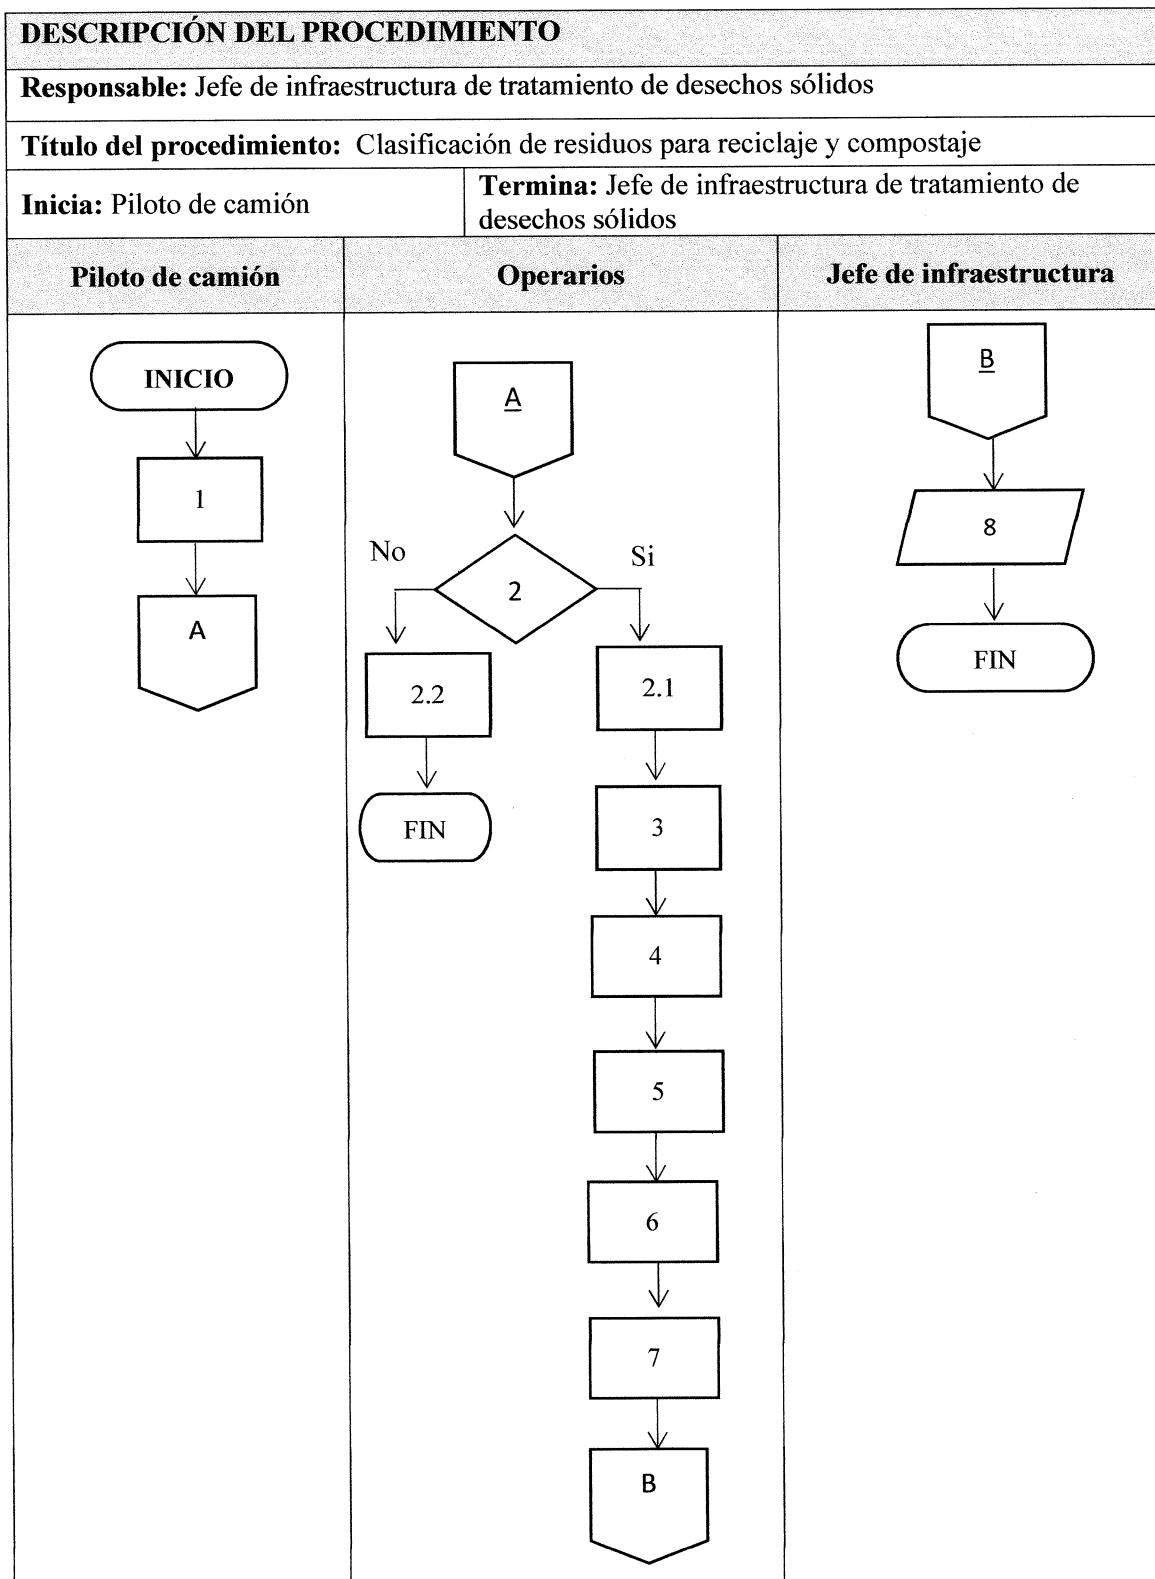 DESCRIPCIÓN DEL PROCEDIMIENTO
Responsable: Jefe de infraestructura de tratamiento de desechos sólidos
Título del procedimiento: Clasificación de residuos para reciclaje y compostaje
Inicia: Piloto de camión
Termina: Jefe de infraestructura de tratamiento de
desechos sólidos
Piloto de camión
Operarios
Jefe de infraestructura
INICIO
1
A
A
2
No
Si
2.2
FIN
2.1
3
4
5
6
7
B
B
8
FIN